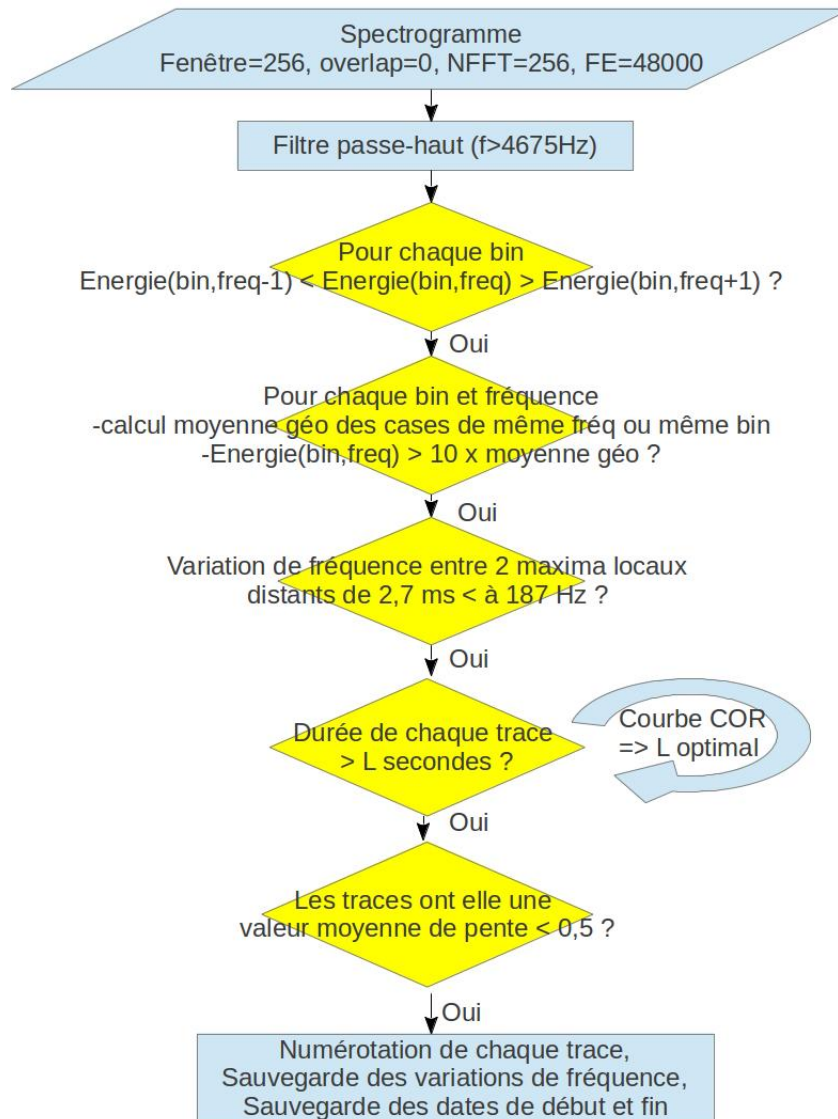 Spectrogramme
Fenêtre=256, overlap=0, NFFT=256, FE=48000
Filtre passe-haut (f>4675Hz)
Pour chaque bin
Energie(bin,freq-1) < Energie(bin,freq) > Energie(bin,freq+1) ?
Oui
Pour chaque bin et fréquence
-calcul moyenne géo des cases de même fréq ou même bin
-Energie(bin,freq) > 10 x moyenne géo ?
Oui
Variation de fréquence entre 2 maxima locaux
distants de 2,7 ms < à 187 Hz ?
Oui
Durée de chaque trace
> L secondes ?
Courbe COR
=> L optimal
Oui
Les traces ont elle une
valeur moyenne de pente < 0,5 ?
Oui
Numérotation de chaque trace,
Sauvegarde des variations de fréquence,
Sauvegarde des dates de début et fin